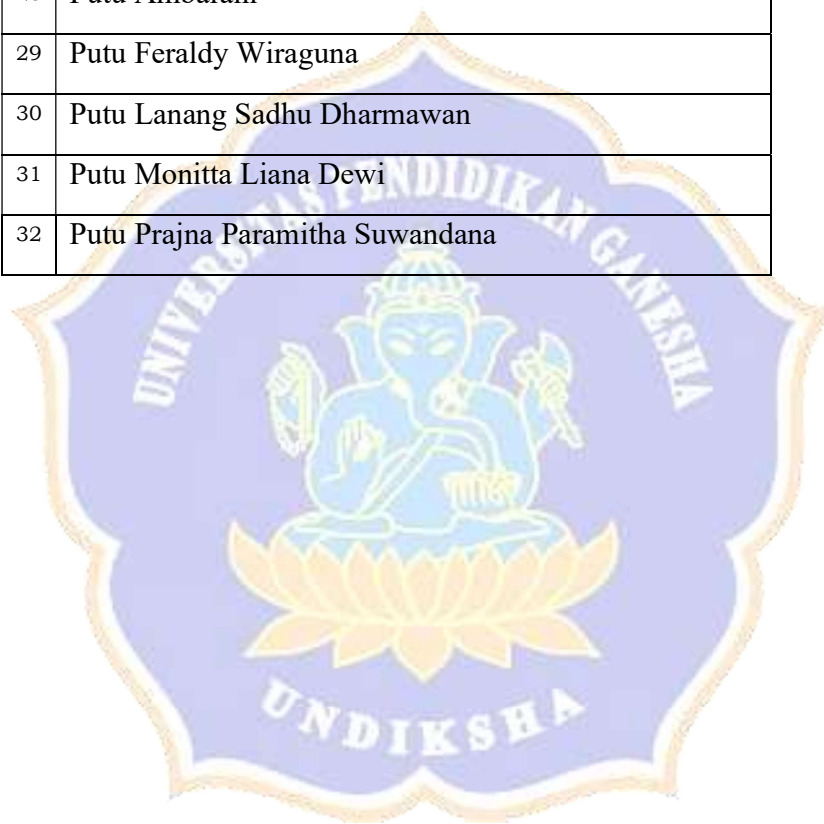 29 Putu Feraldy Wiraguna
30 Putu Lanang Sadhu Dharmawan
31 Putu Monitta Liana Dewi
32 Putu Prajna Paramitha Suwandana
UNIVERSITAS PENDIDIKAN GANESHA
UNDIKSHA